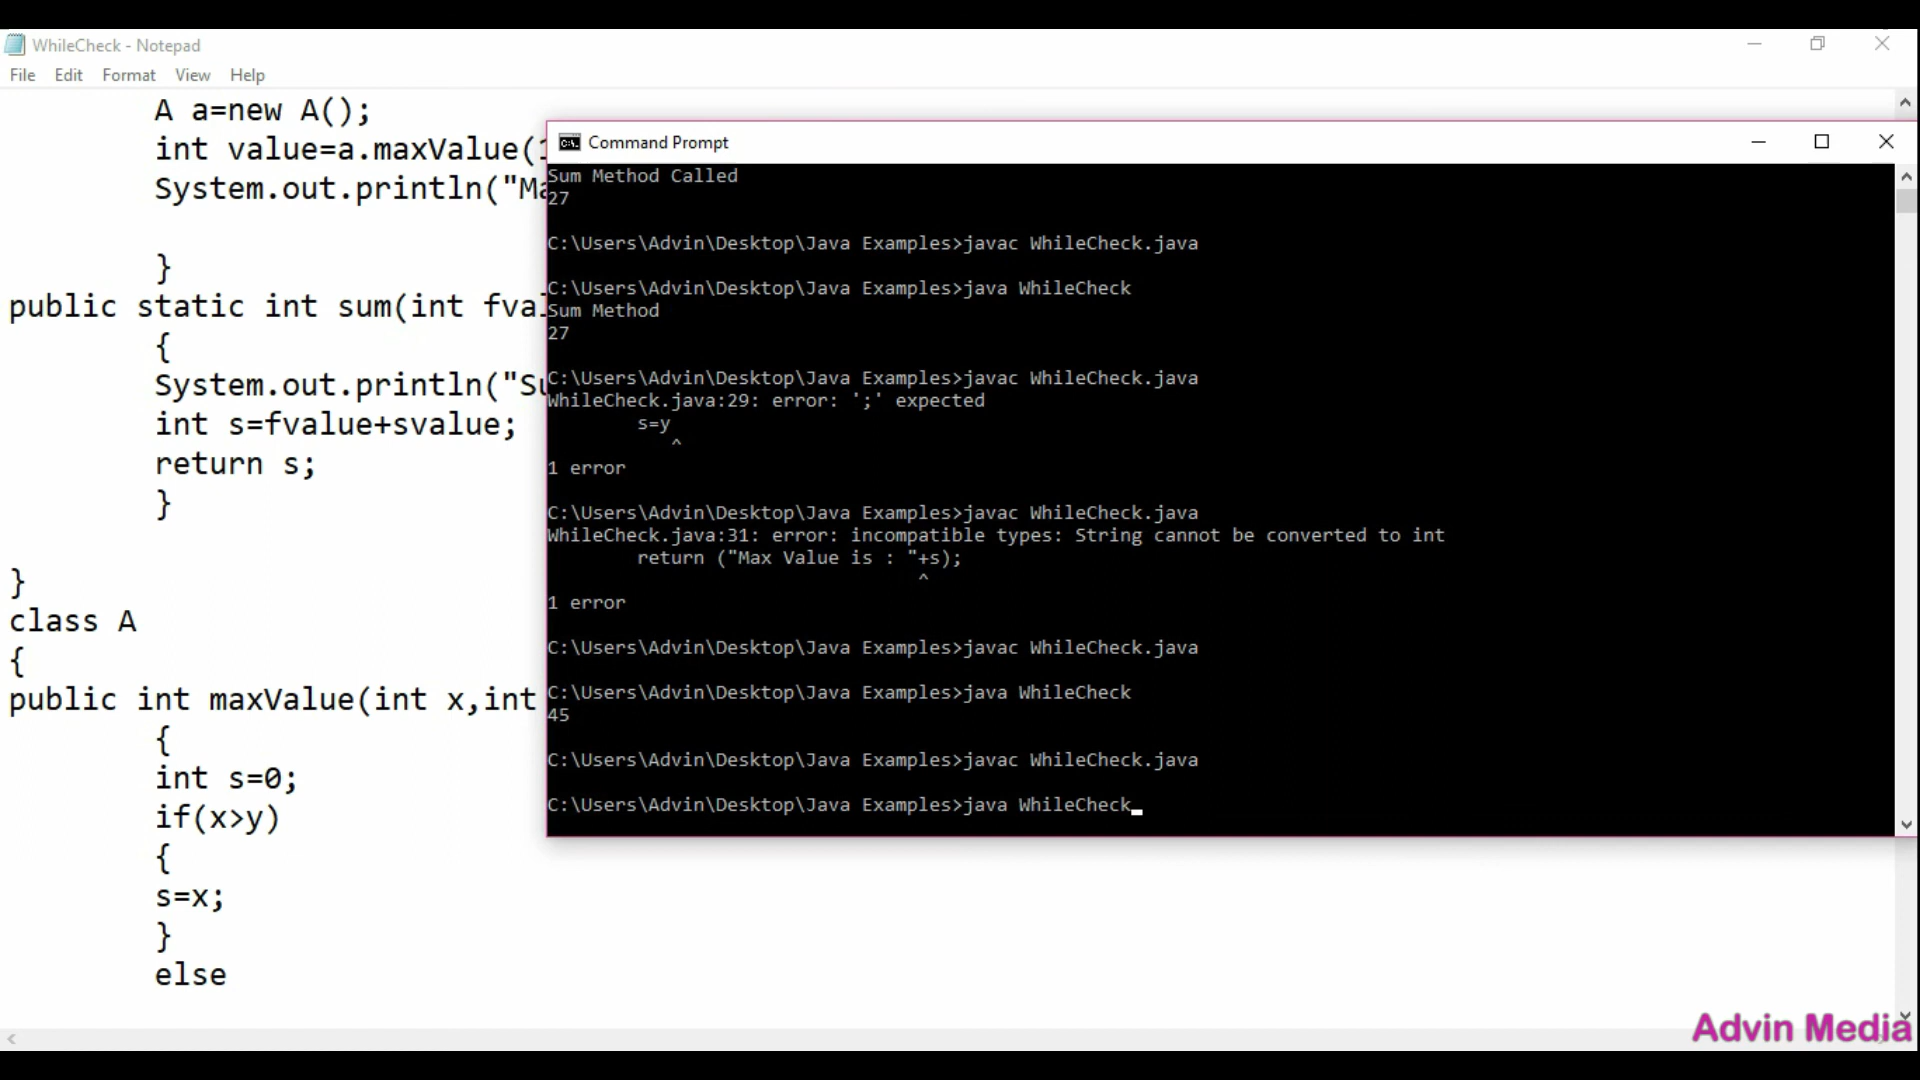 WhileCheck - Notepad
File Edit Format View Help
A a=new A();
int value=a.maxValue(
System.out.println("Ma
}
public static int sum(int fval
{
System.out.println("Su
int s=fvalue+svalue;
return s;
}
}
class A
{
public int maxValue(int x,int
{
int s=0;
if(x>y)
{
s=x;
}
else
Command Prompt
Sum Method Called
27
C:\Users\Advin\Desktop\Java Examples>javac WhileCheck.java
C:\Users\Advin\Desktop\Java Examples>java WhileCheck
Sum Method
27
C:\Users\Advin\Desktop\Java Examples>javac WhileCheck.java
WhileCheck.java:29: error: ';' expected
s=y
^
1 error
C:\Users\Advin\Desktop\Java Examples>javac WhileCheck.java
WhileCheck.java:31: error: incompatible types: String cannot be converted to int
return ("Max Value is : "+s);
^
1 error
C:\Users\Advin\Desktop\Java Examples>javac WhileCheck.java
C:\Users\Advin\Desktop\Java Examples>java WhileCheck
45
C:\Users\Advin\Desktop\Java Examples>javac WhileCheck.java
C:\Users\Advin\Desktop\Java Examples>java WhileCheck
Advin Media